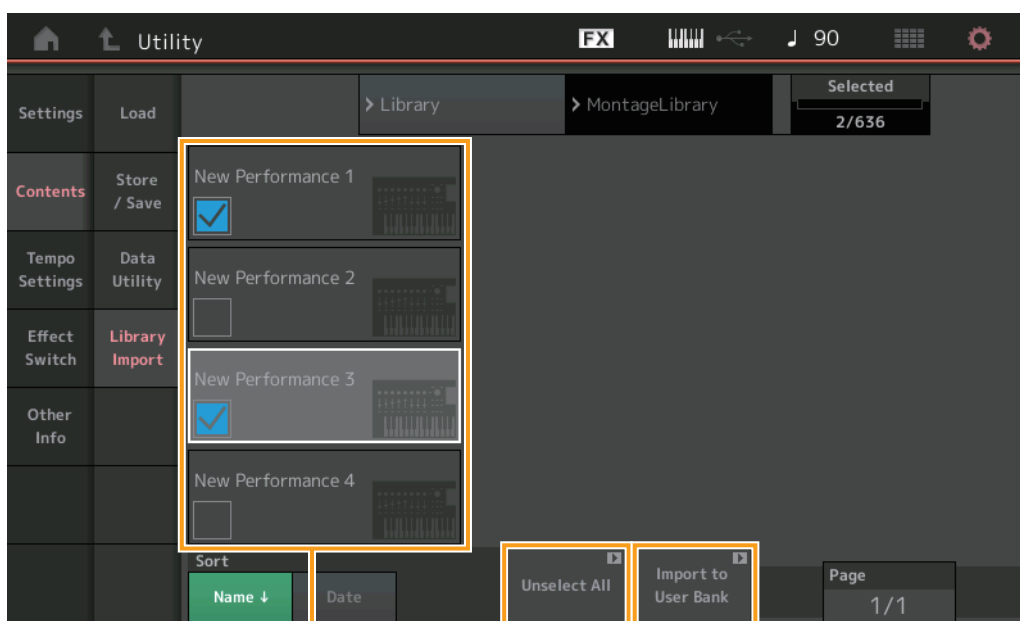 Utility
FX
♩ 90
Settings
Load
> Library
> MontageLibrary
Selected
2/636
Contents
Store
/ Save
New Performance 1
Tempo
Settings
Data
Utility
New Performance 2
Effect
Switch
Library
Import
New Performance 3
Other
Info
New Performance 4
Sort
Name ↓
Date
Unselect All
Import to
User Bank
Page
1/1